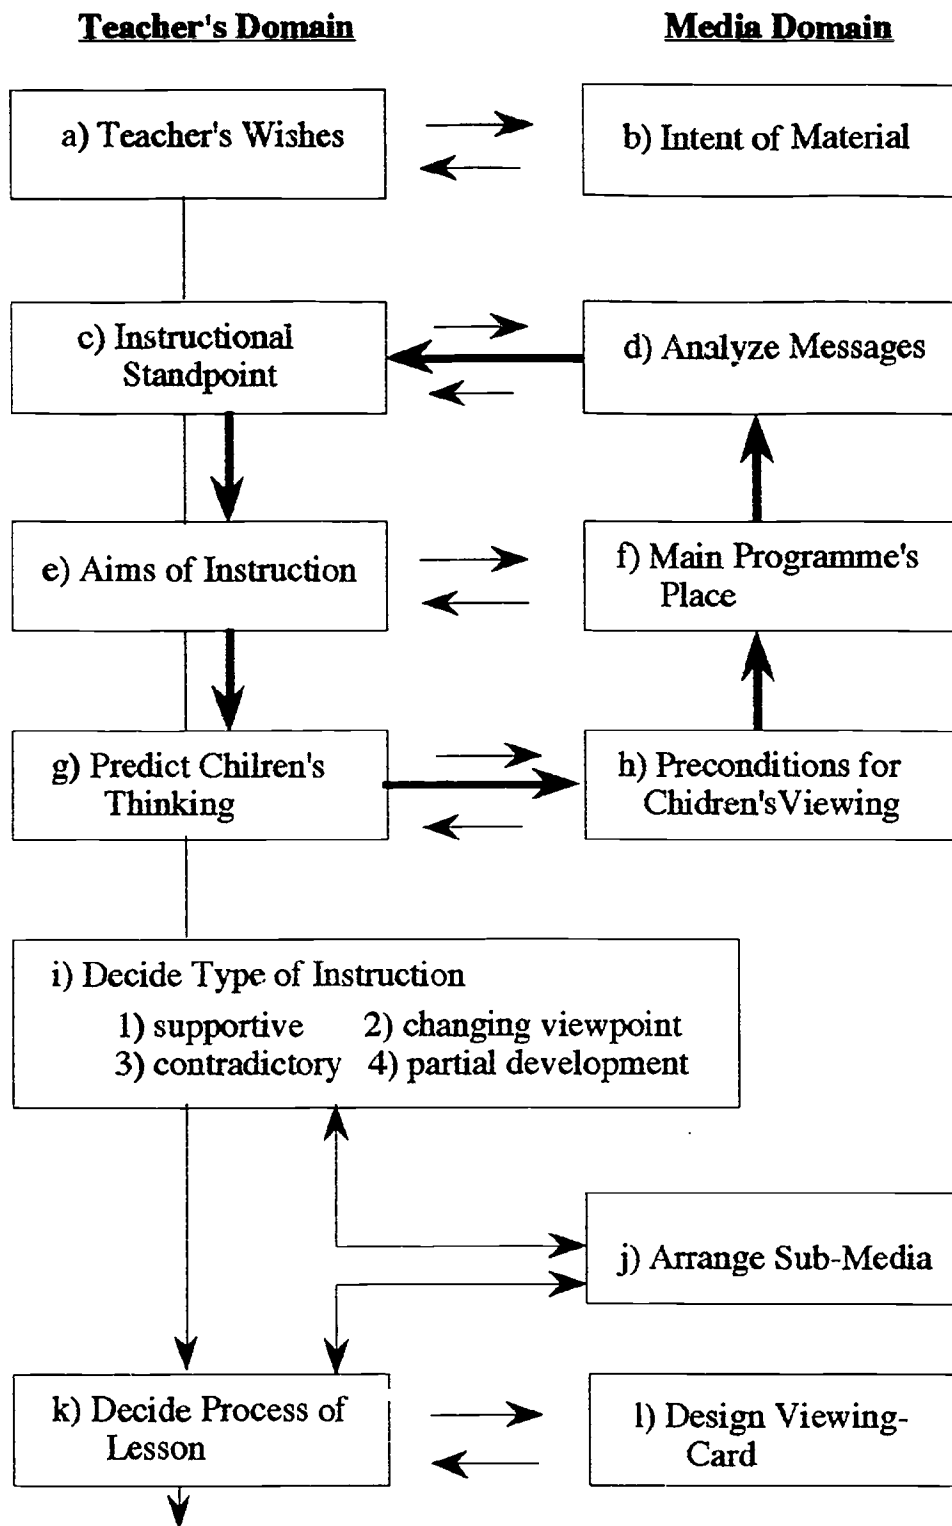 Teacher's Domain
Media Domain
a) Teacher's Wishes
b) Intent of Material
c) Instructional
Standpoint
d) Analyze Messages
e) Aims of Instruction
f) Main Programme's
Place
g) Predict Chilren's
Thinking
h) Preconditions for
Chidren'sViewing
i) Decide Type of Instruction
1) supportive 2) changing viewpoint
3) contradictory 4) partial development
j) Arrange Sub-Media
k) Decide Process of
Lesson
l) Design Viewing-
Card